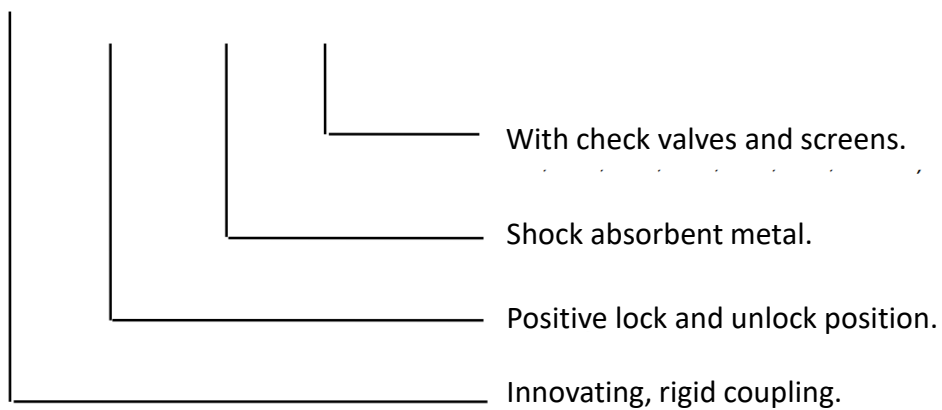 With check valves and screens.
Shock absorbent metal.
Positive lock and unlock position.
Innovating, rigid coupling.